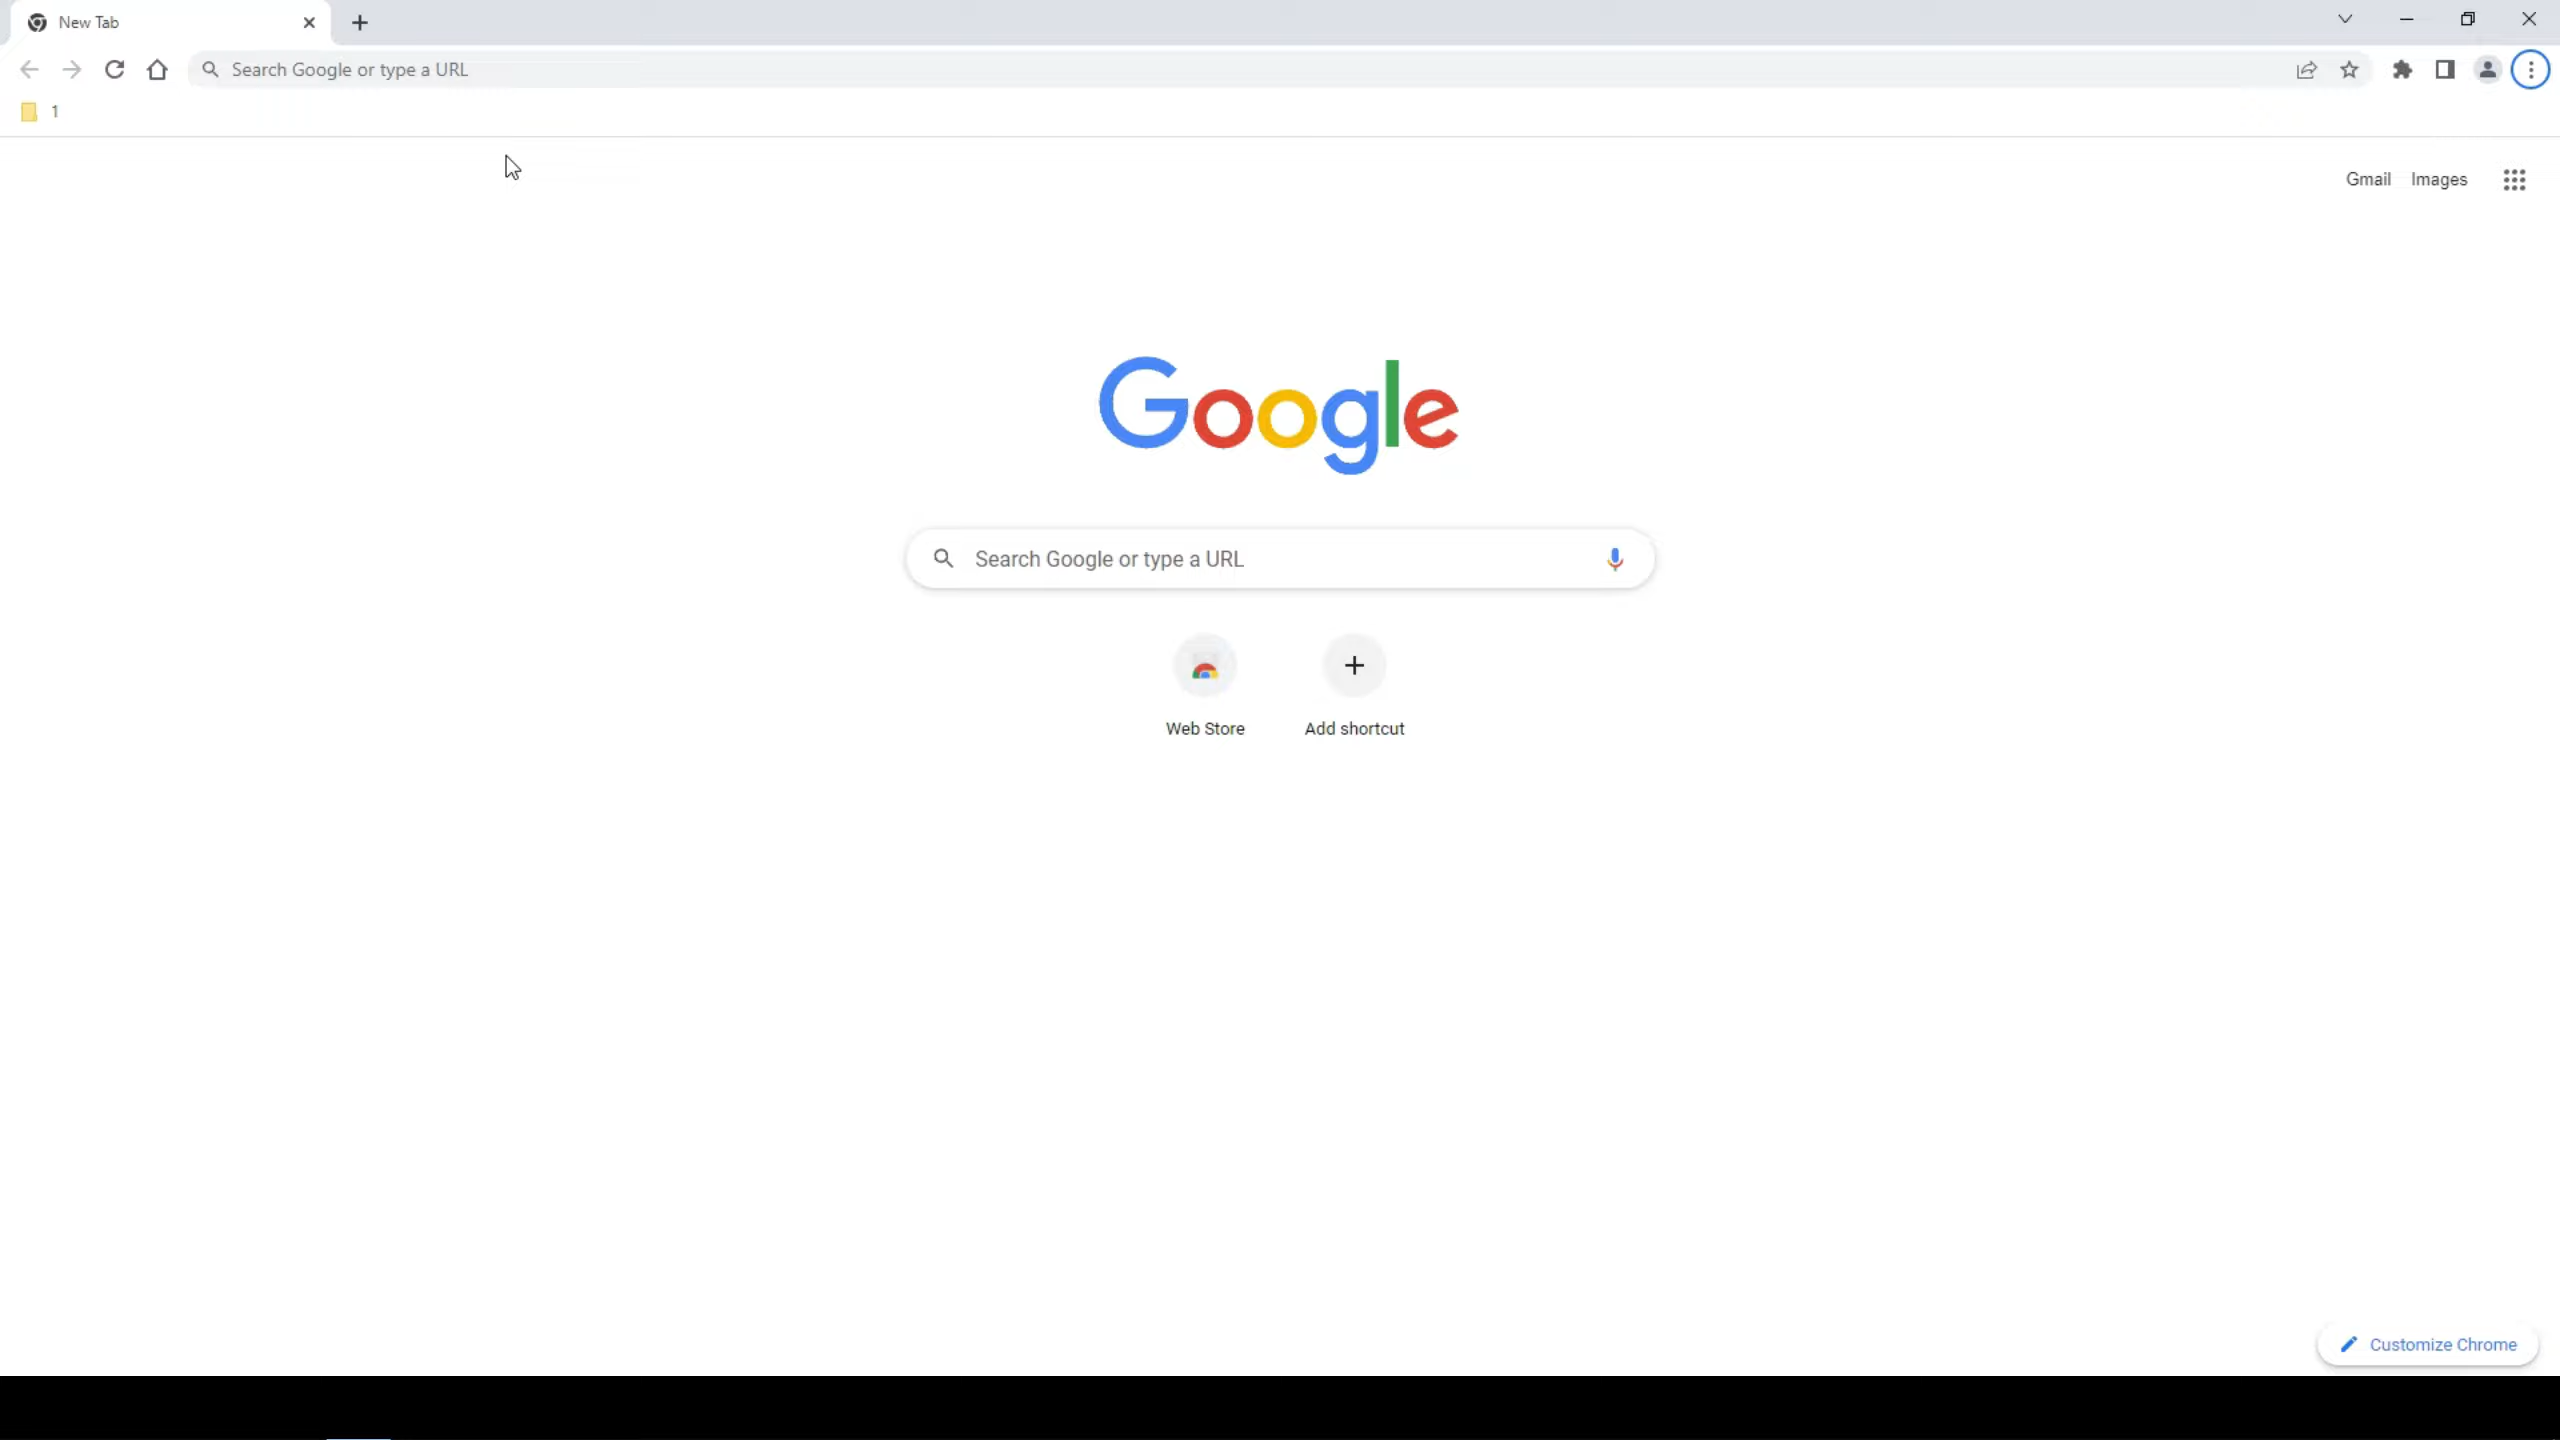 New Tab
Search Google or type a URL
1
Gmail Images
Google
Search Google or type a URL
Web Store
Add shortcut
Customize Chrome